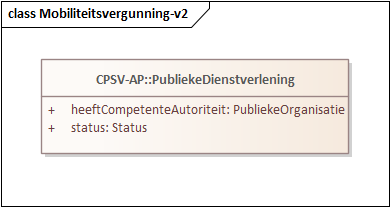 class Mobiliteitsvergunning-v2
CPSV-AP::PubliekeDienstverlening
+ heeftCompetenteAutoriteit: PubliekeOrganisatie
+ status: Status